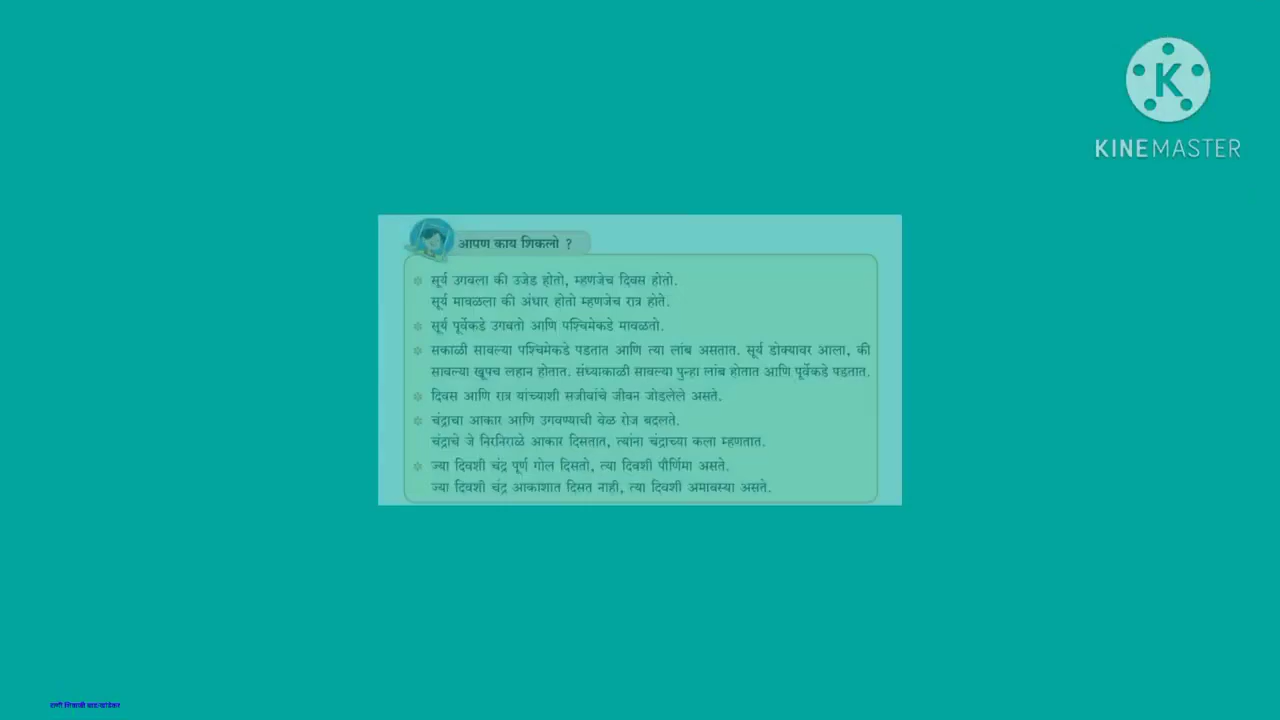 KINEMASTER
आपण काय शिकलो ?
सूर्य उगवला की उजेड होतो, म्हणजेच दिवस होतो.
सूर्य मावळला की अंधार होतो म्हणजेच रात्र होते.
सूर्य पूर्वेकडे उगवतो आणि पश्चिमेकडे मावळतो.
सकाळी सावल्या पश्चिमेकडे पडतात आणि त्या लांब असतात. सूर्य डोक्यावर आला, की
सावल्या खूपच लहान होतात. संध्याकाळी सावल्या पुन्हा लांब होतात आणि पूर्वेकडे पडतात.
दिवस आणि रात्र यांच्याशी सजीवांचे जीवन जोडलेले असते.
चंद्राचा आकार आणि उगवण्याची वेळ रोज बदलते.
चंद्राचे जे निरनिराळे आकार दिसतात, त्यांना चंद्राच्या कला म्हणतात.
ज्या दिवशी चंद्र पूर्ण गोल दिसतो, त्या दिवशी पौर्णिमा असते.
ज्या दिवशी चंद्र आकाशात दिसत नाही, त्या दिवशी अमावस्या असते.